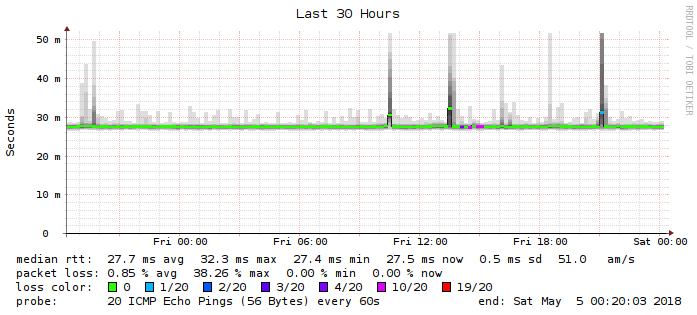 Last 30 Hours
RRDTOOL / TOBI OETIKER
Seconds
50 m
40 m
30 m
20 m
10 m
0
Fri 00:00 Fri 06:00 Fri 12:00 Fri 18:00 Sat 00:00
median rtt: 27.7 ms avg 32.3 ms max 27.4 ms min 27.5 ms now 0.5 ms sd 51.0 am/s
packet loss: 0.85 % avg 38.26 % max 0.00 % min 0.00 % now
loss color: 0 1/20 2/20 3/20 4/20 10/20 19/20
probe: 20 ICMP Echo Pings (56 Bytes) every 60s end: Sat May 5 00:20:03 2018